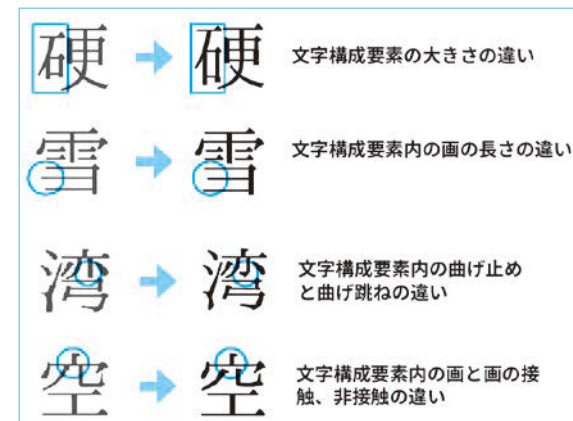 硬 硬 文字構成要素の大きさの違い
雪 雪 文字構成要素内の画の長さの違い
湾 湾 文字構成要素内の曲げ止め
と曲げ跳ねの違い
空 空 文字構成要素内の画と画の接
触、非接触の違い